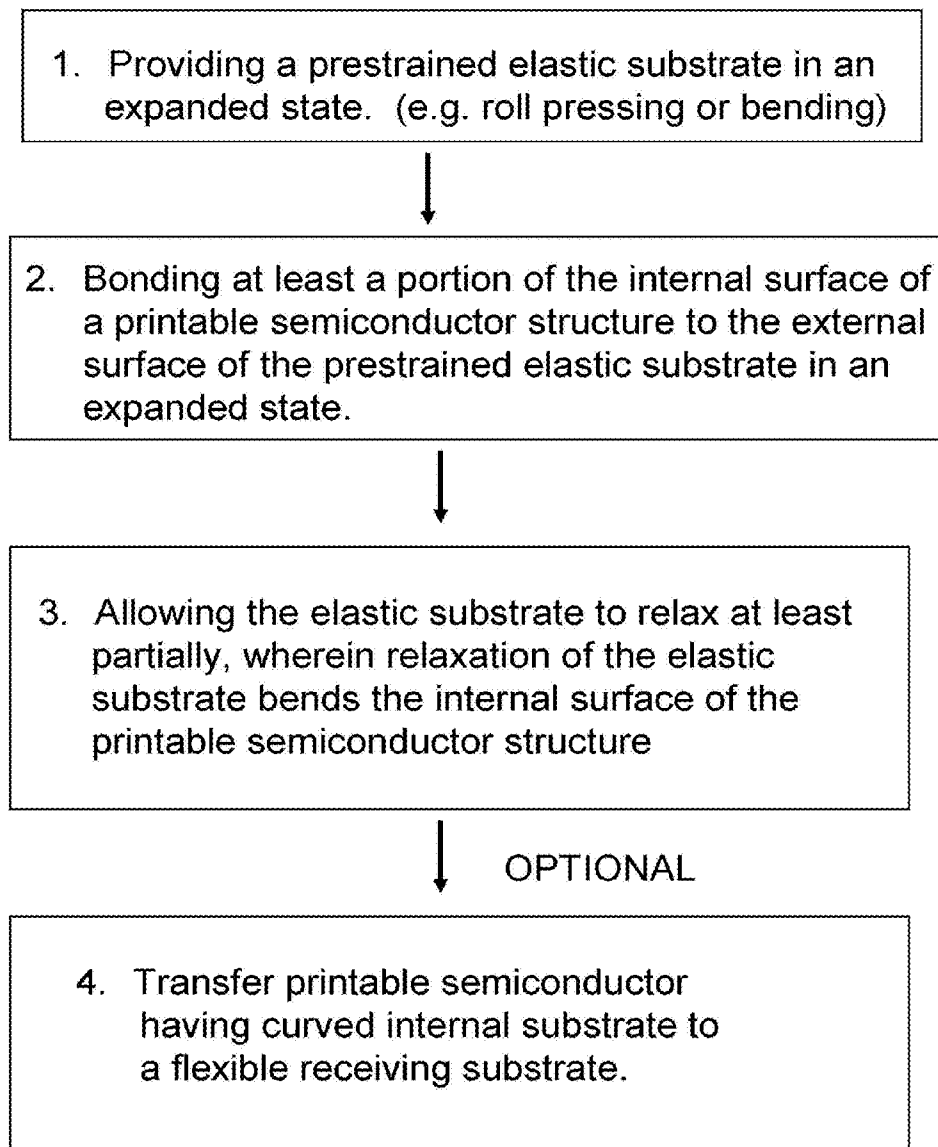 1. Providing a prestrained elastic substrate in an
expanded state. (e.g. roll pressing or bending)
2. Bonding at least a portion of the internal surface of
a printable semiconductor structure to the external
surface of the prestrained elastic substrate in an
expanded state.
3. Allowing the elastic substrate to relax at least
partially, wherein relaxation of the elastic
substrate bends the internal surface of the
printable semiconductor structure
OPTIONAL
4. Transfer printable semiconductor
having curved internal substrate to
a flexible receiving substrate.